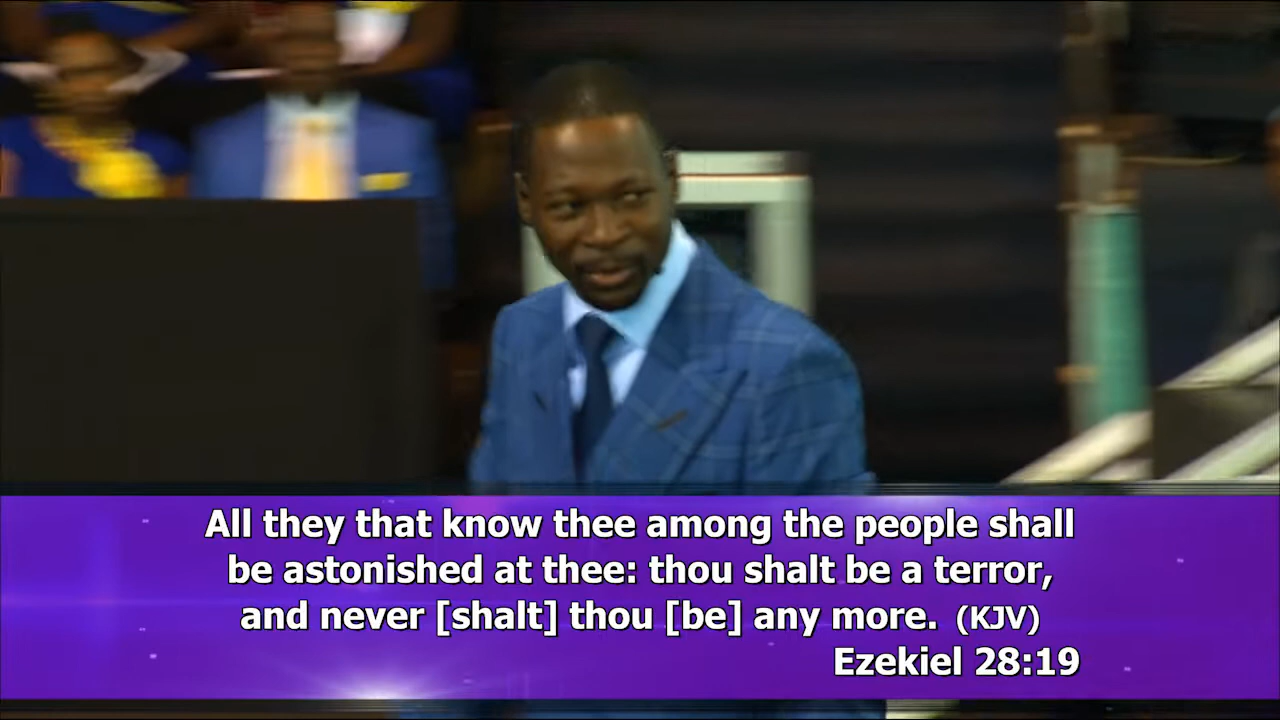 All they that know thee among the people shall
be astonished at thee: thou shalt be a terror,
and never [shalt] thou [be] any more. (KJV)
Ezekiel 28:19